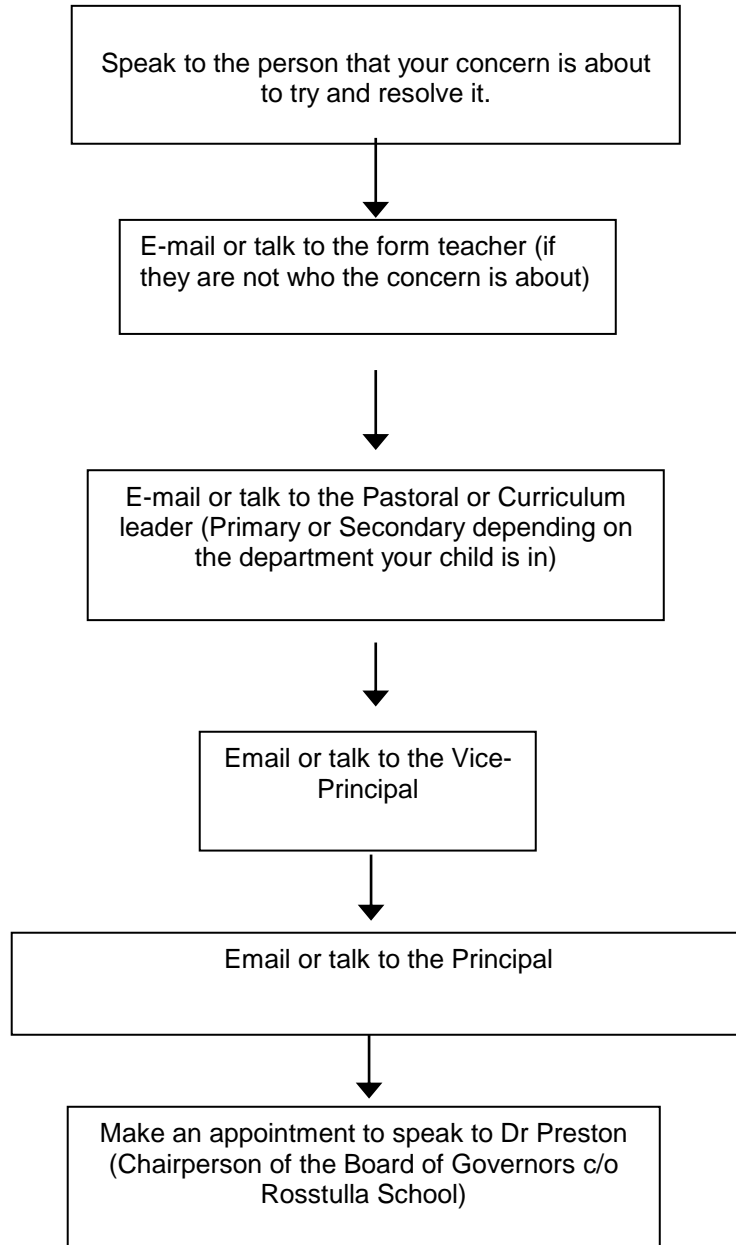 Speak to the person that your concern is about
to try and resolve it.
E-mail or talk to the form teacher (if
they are not who the concern is about)
E-mail or talk to the Pastoral or Curriculum
leader (Primary or Secondary depending on
the department your child is in)
Email or talk to the Vice-
Principal
Email or talk to the Principal
Make an appointment to speak to Dr Preston
(Chairperson of the Board of Governors c/o
Rosstulla School)